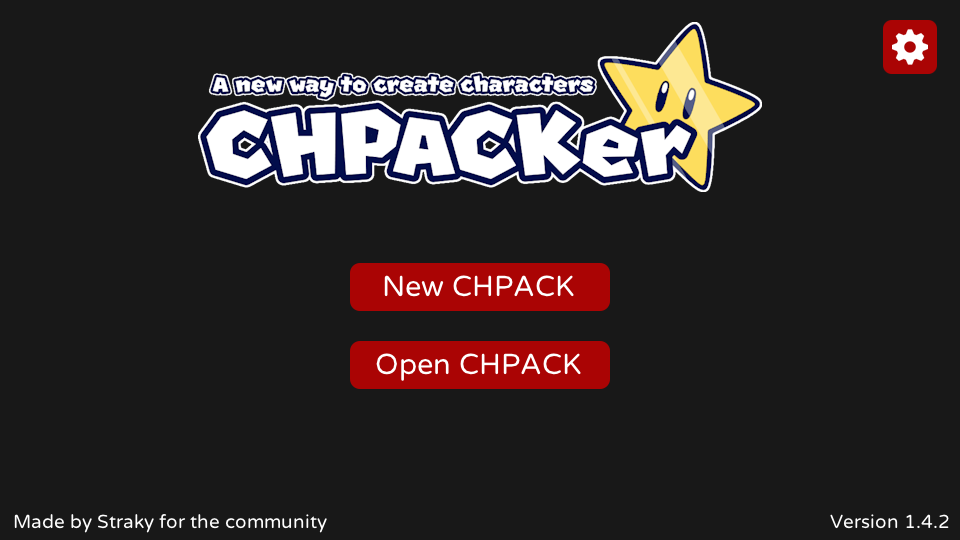 A new way to create characters
CHPACKer
New CHPACK
Open CHPACK
Made by Straky for the community
Version 1.4.2